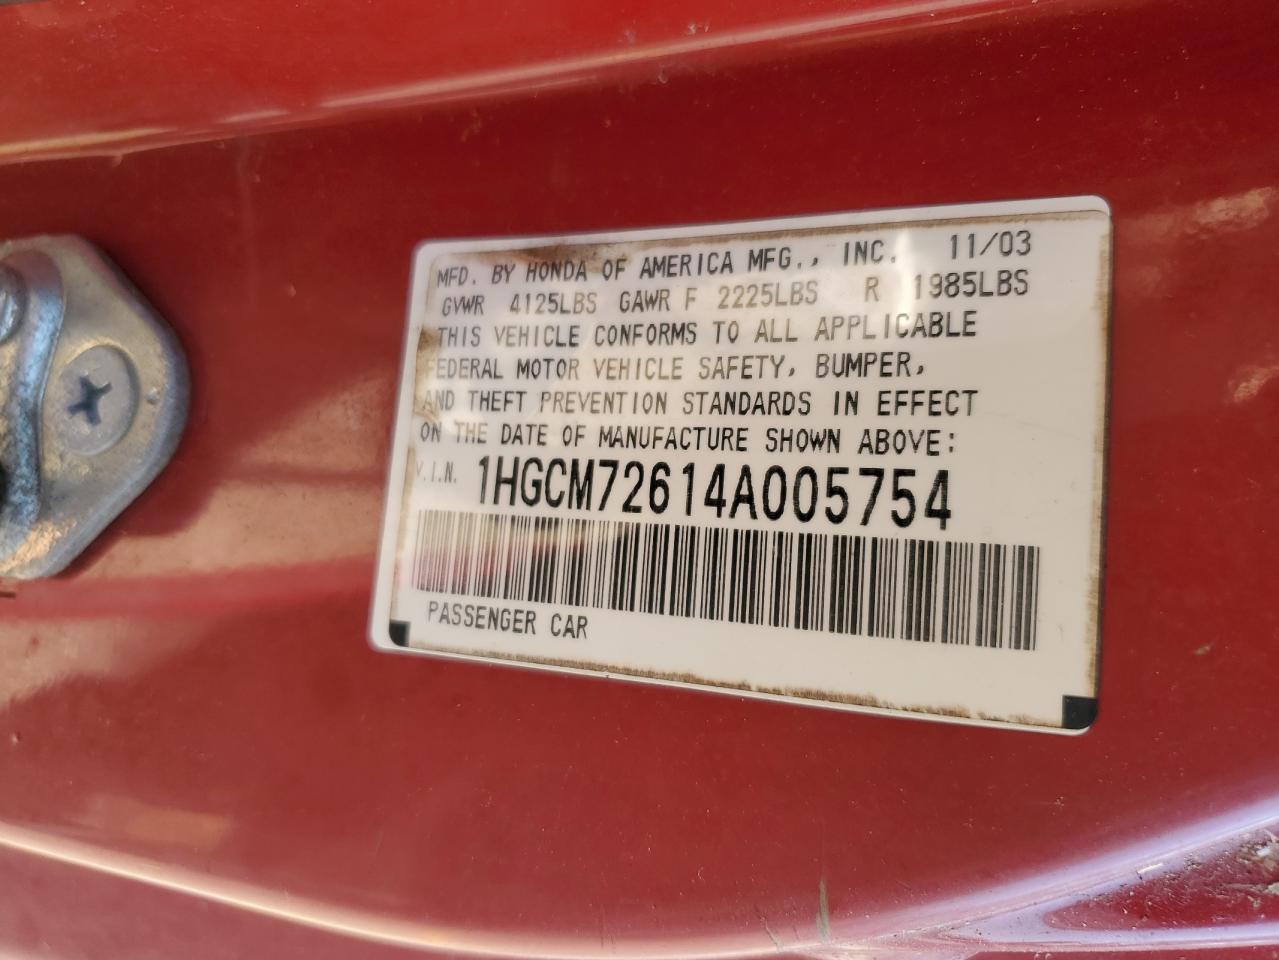 MFD. BY HONDA OF AMERICA MFG., INC. 11/03
GVWR 4125LBS GAWR F 2225LBS R 1985LBS
THIS VEHICLE CONFORMS TO ALL APPLICABLE
FEDERAL MOTOR VEHICLE SAFETY, BUMPER,
AND THEFT PREVENTION STANDARDS IN EFFECT
ON THE DATE OF MANUFACTURE SHOWN ABOVE:
V.I.N. 1HGCM72614A005754
PASSENGER CAR